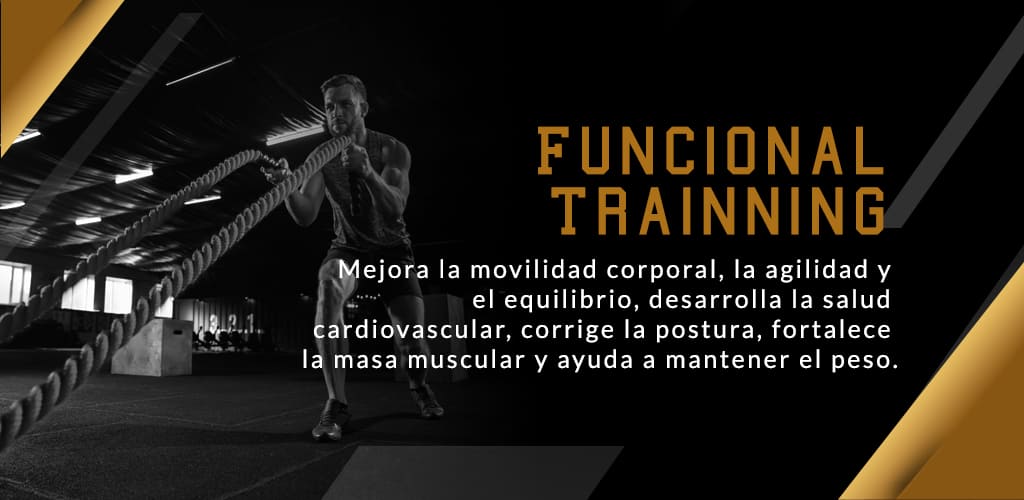 FUNCIONAL
TRAINNING
Mejora la movilidad corporal, la agilidad y
el equilibrio, desarrolla la salud
cardiovascular, corrige la postura, fortalece
la masa muscular y ayuda a mantener el peso.